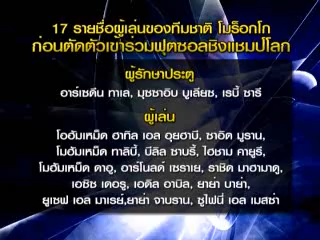 17 รายชื่อผู้เล่นของทีมชาติ โมร็อกโก
ก่อนตัดตัวเข้าร่วมฟุตซอลชิงแชมป์โลก
ผู้รักษาประตู
อาร์เซดีน ทาเล, มุชชาอิบ บูเลียซ, เรบี้ ซารี
ผู้เล่น
โฮฮัมเหม็ด ฮาทิล เอล อุยฮาบี, ซาอิด มูราน,
โมฮัมเหม็ด ทาลิบี้, บิลิล ซาบรี้, ไอซาม คายูรี,
โมฮัมเหม็ด ดาอู, อาร์โนลด์ เซราเย, ราชิด มาฮามาดู,
เอซิซ เดอรู, เอดิล ฮาบิล, ยาย่า บาย่า,
ยูเซฟ เอล มาเรย์,ยาย่า จาบราน, ซูไฟนี่ เอล เมสซ่า